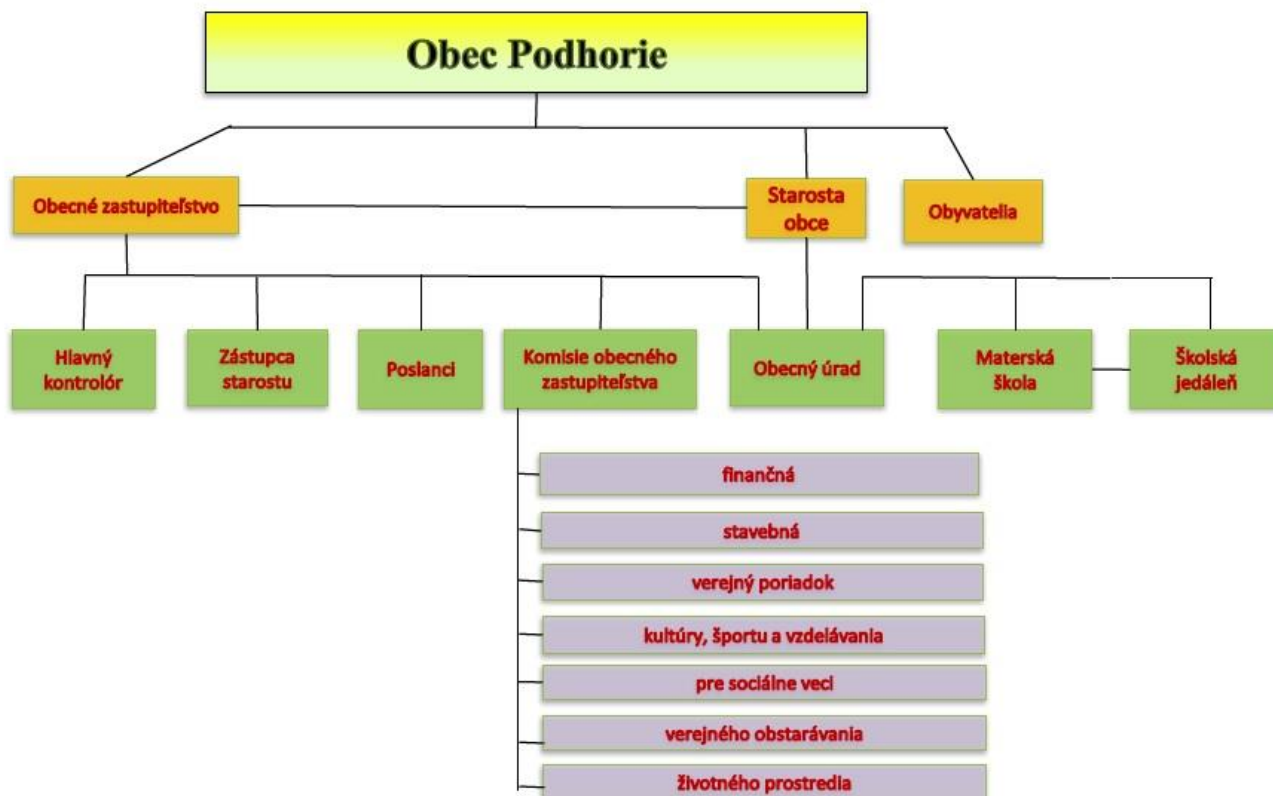 Obec Podhorie
Obecné zastupiteľstvo
Starosta
obce
Obyvatelia
Hlavný
kontrolór
Zástupca
starostu
Poslanci
Komisie obecného
zastupiteľstva
Obecný úrad
Materská
škola
Školská
jedáleň
finančná
stavebná
verejný poriadok
kultúry, športu a vzdelávania
pre sociálne veci
verejného obstarávania
životného prostredia